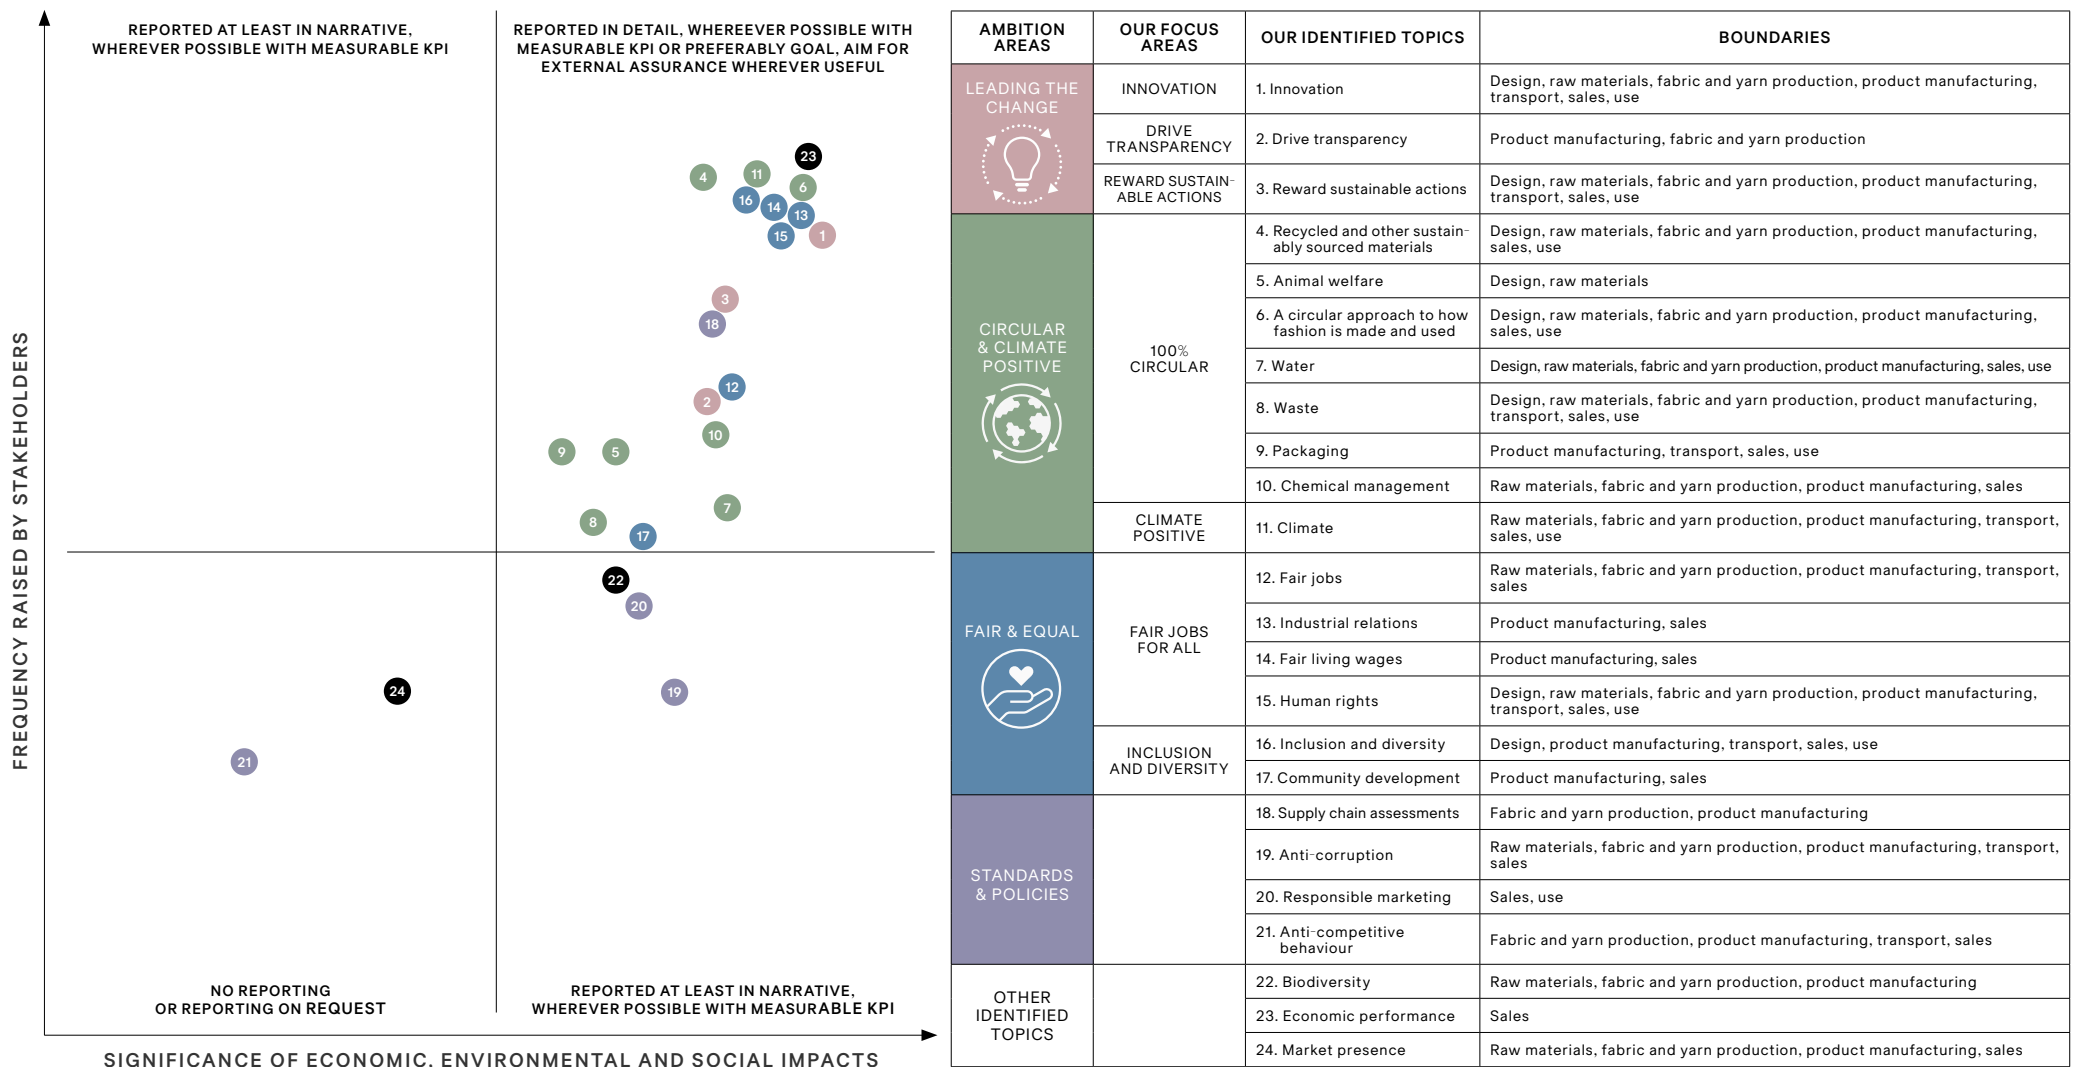 REPORTED AT LEAST IN NARRATIVE,
WHEREVER POSSIBLE WITH MEASURABLE KPI
REPORTED IN DETAIL, WHEREEVER POSSIBLE WITH
MEASURABLE KPI OR PREFERABLY GOAL, AIM FOR
EXTERNAL ASSURANCE WHEREVER USEFUL
23
4
11
6
16
14
13
15
1
3
18
12
2
10
9
5
7
8
17
22
20
24
19
21
NO REPORTING
OR REPORTING ON REQUEST
REPORTED AT LEAST IN NARRATIVE,
WHEREVER POSSIBLE WITH MEASURABLE KPI
FREQUENCY RAISED BY STAKEHOLDERS
SIGNIFICANCE OF ECONOMIC, ENVIRONMENTAL AND SOCIAL IMPACTS
AMBITION
AREAS
OUR FOCUS
AREAS
OUR IDENTIFIED TOPICS
BOUNDARIES
LEADING THE
CHANGE
INNOVATION
1. Innovation
Design, raw materials, fabric and yarn production, product manufacturing,
transport, sales, use
DRIVE
TRANSPARENCY
2. Drive transparency
Product manufacturing, fabric and yarn production
REWARD SUSTAIN-
ABLE ACTIONS
3. Reward sustainable actions
Design, raw materials, fabric and yarn production, product manufacturing,
transport, sales, use
CIRCULAR
& CLIMATE
POSITIVE
100%
CIRCULAR
4. Recycled and other sustain-
ably sourced materials
Design, raw materials, fabric and yarn production, product manufacturing,
sales, use
5. Animal welfare
Design, raw materials
6. A circular approach to how
fashion is made and used
Design, raw materials, fabric and yarn production, product manufacturing,
sales, use
7. Water
Design, raw materials, fabric and yarn production, product manufacturing, sales, use
8. Waste
Design, raw materials, fabric and yarn production, product manufacturing,
transport, sales, use
9. Packaging
Product manufacturing, transport, sales, use
10. Chemical management
Raw materials, fabric and yarn production, product manufacturing, sales
CLIMATE
POSITIVE
11. Climate
Raw materials, fabric and yarn production, product manufacturing, transport,
sales, use
FAIR & EQUAL
FAIR JOBS
FOR ALL
12. Fair jobs
Raw materials, fabric and yarn production, product manufacturing, transport,
sales
13. Industrial relations
Product manufacturing, sales
14. Fair living wages
Product manufacturing, sales
15. Human rights
Design, raw materials, fabric and yarn production, product manufacturing,
transport, sales, use
INCLUSION
AND DIVERSITY
16. Inclusion and diversity
Design, product manufacturing, transport, sales, use
17. Community development
Product manufacturing, sales
STANDARDS
& POLICIES
18. Supply chain assessments
Fabric and yarn production, product manufacturing
19. Anti-corruption
Raw materials, fabric and yarn production, product manufacturing, transport,
sales
20. Responsible marketing
Sales, use
21. Anti-competitive
behaviour
Fabric and yarn production, product manufacturing, transport, sales
OTHER
IDENTIFIED
TOPICS
22. Biodiversity
Raw materials, fabric and yarn production, product manufacturing
23. Economic performance
Sales
24. Market presence
Raw materials, fabric and yarn production, product manufacturing, sales